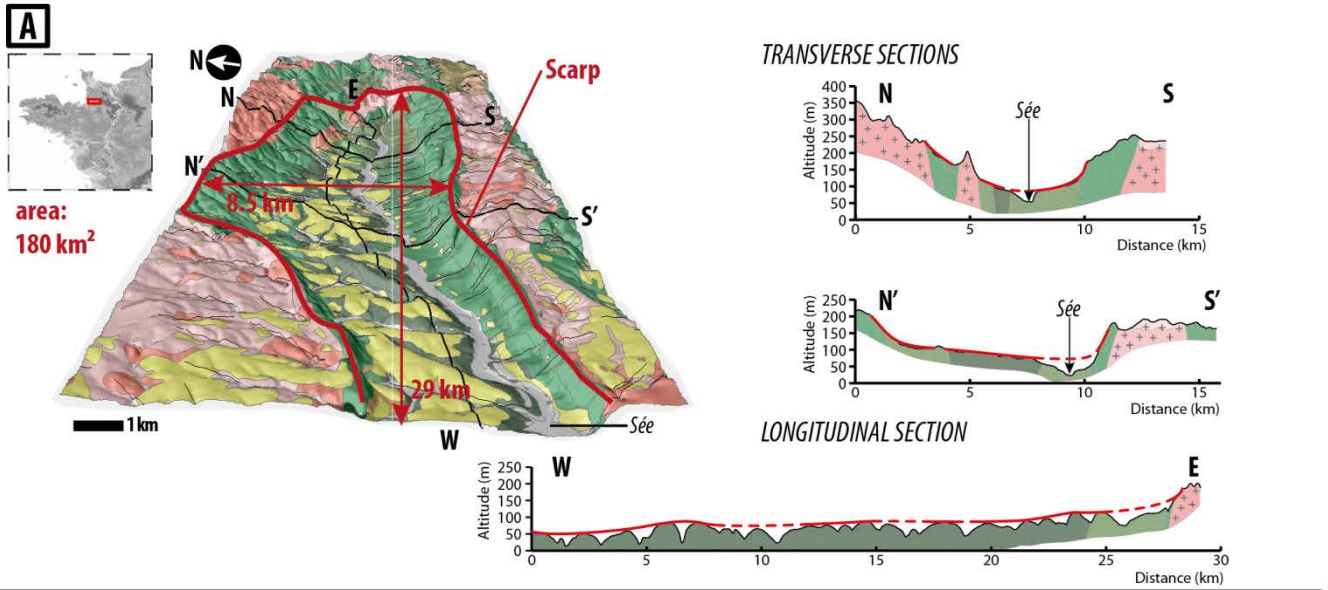 A
N
area:
180 km²
N
E
N'
S
S'
Scarp
8.5 km
29 km
1 km
W
Sée
TRANSVERSE SECTIONS
N
S
Sée
Altitude (m)
400
350
300
250
200
150
100
50
0
0
5
10
15
Distance (km)
N'
S'
Sée
Altitude (m)
250
200
150
100
50
0
0
5
10
15
Distance (km)
LONGITUDINAL SECTION
W
E
Altitude (m)
250
200
150
100
50
0
0
5
10
15
20
25
30
Distance (km)